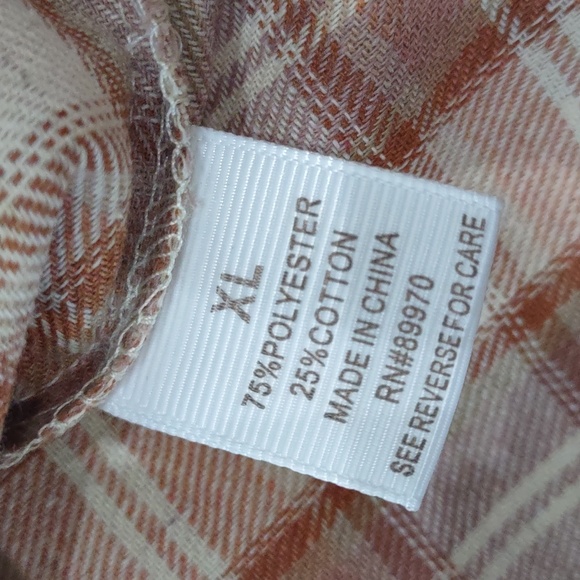 XL
75%POLYESTER
25%COTTON
MADE IN CHINA
RN#89970
SEE REVERSE FOR CARE